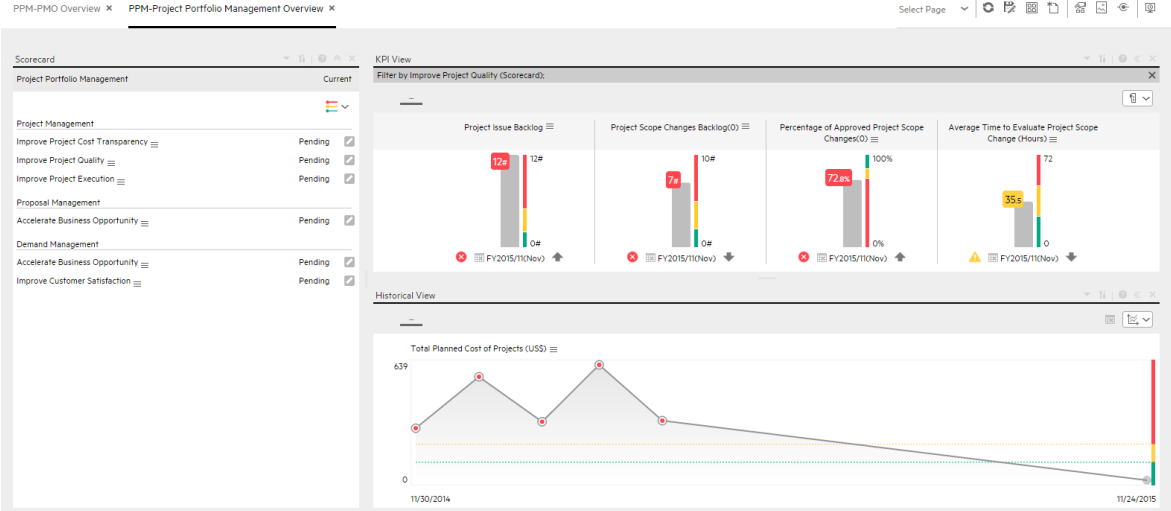 PPM-PMO Overview × PPM-Project Portfolio Management Overview × Select Page
Scorecard
Project Portfolio Management Current
Project Management
Improve Project Cost Transparency Pending
Improve Project Quality Pending
Improve Project Execution Pending
Proposal Management
Accelerate Business Opportunity Pending
Demand Management
Accelerate Business Opportunity Pending
Improve Customer Satisfaction Pending
KPI View
Filter by Improve Project Quality (Scorecard);
Project Issue Backlog
12#
12#
0#
FY2015/11(Nov)
Project Scope Changes Backlog(0)
7#
10#
0#
FY2015/11(Nov)
Percentage of Approved Project Scope
Changes(0)
72.8%
100%
0%
FY2015/11(Nov)
Average Time to Evaluate Project Scope
Change (Hours)
35.5
72
0
FY2015/11(Nov)
Historical View
Total Planned Cost of Projects (US$)
639
0
11/30/2014 11/24/2015